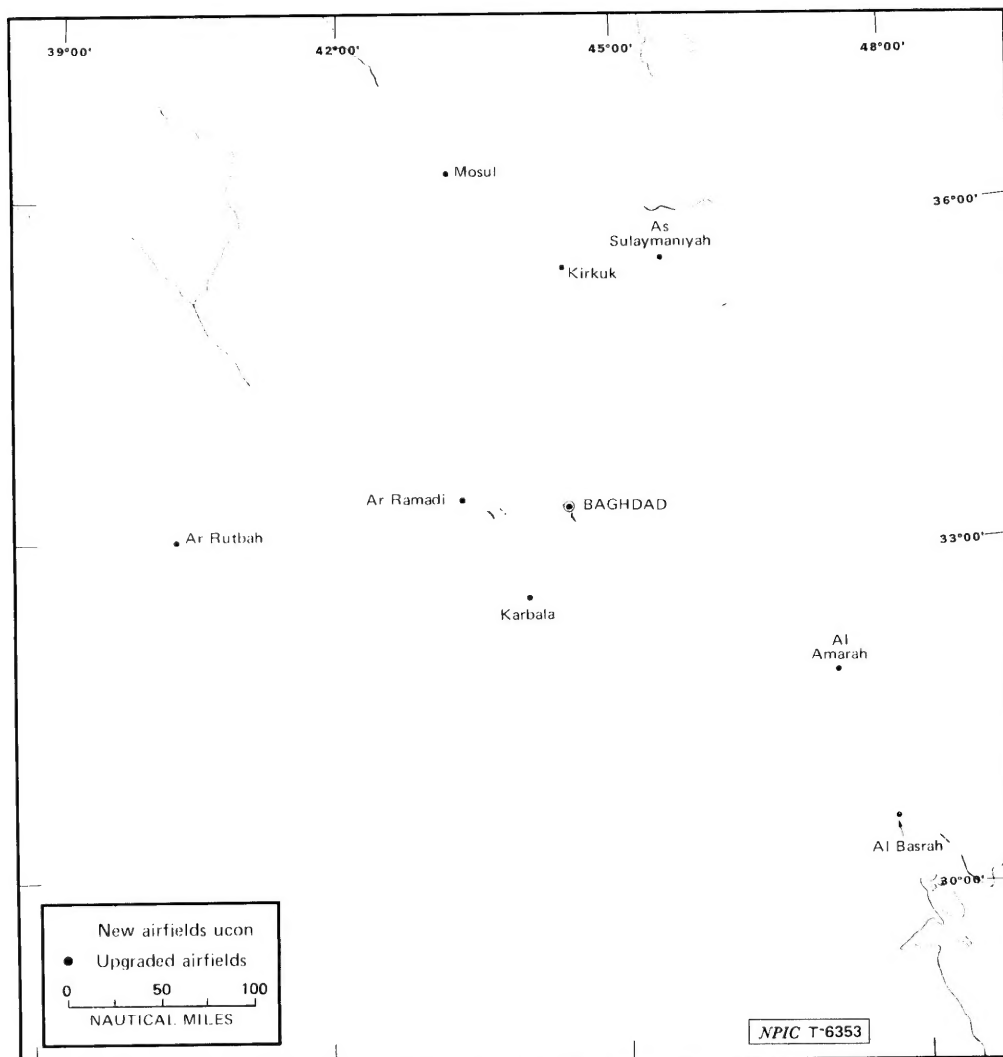 39°00'
42°00'
45°00'
48°00'
Mosul
36°00'
As
Sulaymaniyah
Kirkuk
Ar Ramadi
BAGHDAD
Ar Rutbah
33°00'
Karbala
Al
Amarah
Al Basrah
30°00'
New airfields ucon
Upgraded airfields
0 50 100
NAUTICAL MILES
NPIC T-6353